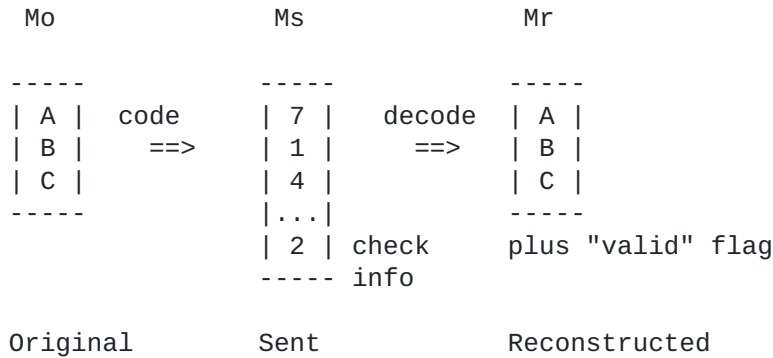 Mo              Ms              Mr

-----           -----           -----
| A |  code     | 7 |   decode  | A |
| B |    ==>    | 1 |     ==>   | B |
| C |           | 4 |           | C |
-----           |...|           -----
                | 2 | check     plus "valid" flag
                ----- info

Original        Sent            Reconstructed